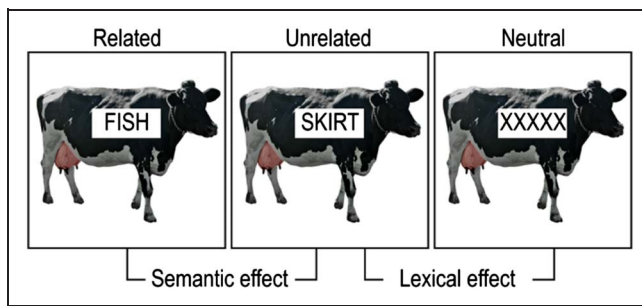 Related
Unrelated
Neutral
FISH
SKIRT
XXXXX
Semantic effect
Lexical effect